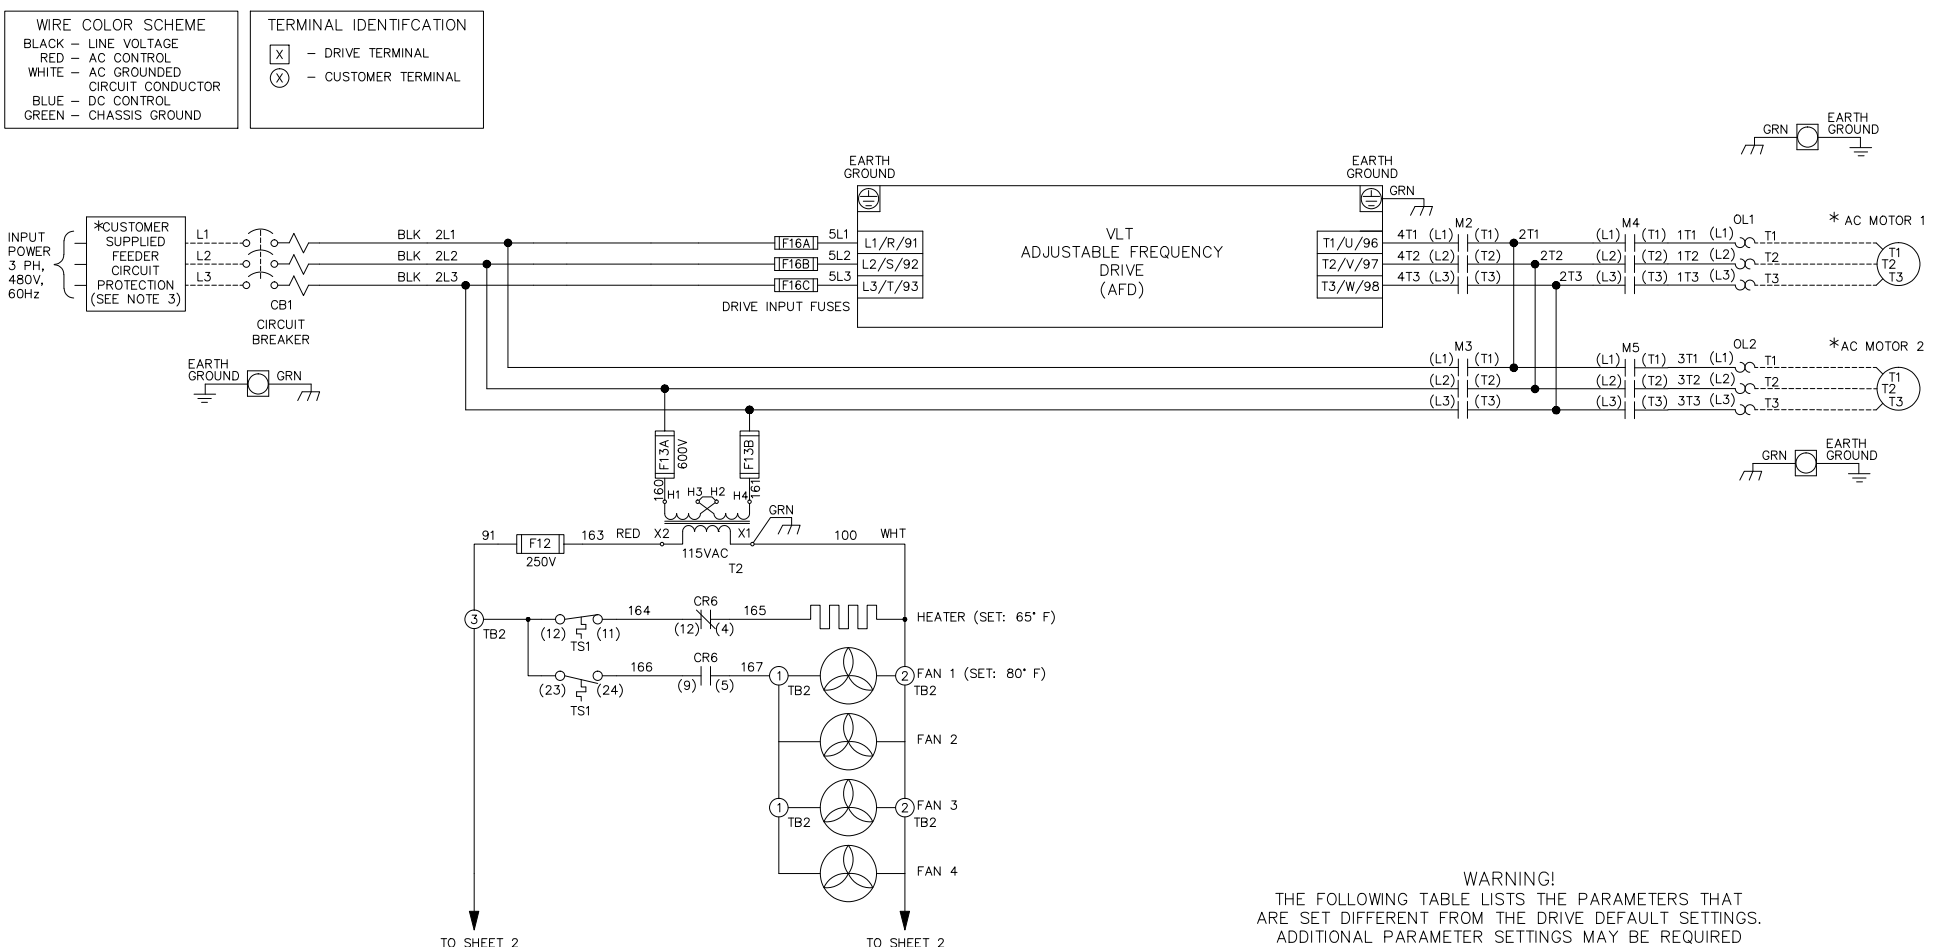 WIRE COLOR SCHEME
BLACK – LINE VOLTAGE
RED – AC CONTROL
WHITE – AC GROUNDED
CIRCUIT CONDUCTOR
BLUE – DC CONTROL
GREEN – CHASSIS GROUND
TERMINAL IDENTIFCATION
X – DRIVE TERMINAL
X – CUSTOMER TERMINAL
GRN
EARTH
GROUND
EARTH
GROUND
EARTH
GROUND
GRN
INPUT
POWER
3 PH,
480V,
60Hz
*CUSTOMER
SUPPLIED
FEEDER
CIRCUIT
PROTECTION
(SEE NOTE 3)
L1
L2
L3
CB1
CIRCUIT
BREAKER
BLK 2L1
BLK 2L2
BLK 2L3
F16A 5L1
F16B 5L2
F16C 5L3
DRIVE INPUT FUSES
L1/R/91
L2/S/92
L3/T/93
VLT
ADJUSTABLE FREQUENCY
DRIVE
(AFD)
T1/U/96
T2/V/97
T3/W/98
M2
4T1 (L1) (T1)
4T2 (L2) (T2)
4T3 (L3) (T3)
2T1
2T2
2T3
M4
(L1) (T1) 1T1 (L1)
(L2) (T2) 1T2 (L2)
(L3) (T3) 1T3 (L3)
OL1
T1
T2
T3
* AC MOTOR 1
T1
T2
T3
EARTH
GROUND
GRN
M3
(L1) (T1)
(L2) (T2)
(L3) (T3)
M5
(L1) (T1) 3T1 (L1)
(L2) (T2) 3T2 (L2)
(L3) (T3) 3T3 (L3)
OL2
T1
T2
T3
*AC MOTOR 2
T1
T2
T3
GRN
EARTH
GROUND
F13A
600V
F13B
160
H1 H3 H2 H4
161
GRN
91
F12
250V
163 RED X2
X1
115VAC
T2
100 WHT
3
TB2
(12) (11)
TS1
164
CR6
(12) (4)
165
HEATER (SET: 65° F)
(23) (24)
TS1
166
CR6
(9) (5)
167
1
TB2
2
TB2
FAN 1 (SET: 80° F)
FAN 2
1
TB2
2
TB2
FAN 3
FAN 4
TO SHEET 2
TO SHEET 2
WARNING!
THE FOLLOWING TABLE LISTS THE PARAMETERS THAT
ARE SET DIFFERENT FROM THE DRIVE DEFAULT SETTINGS.
ADDITIONAL PARAMETER SETTINGS MAY BE REQUIRED